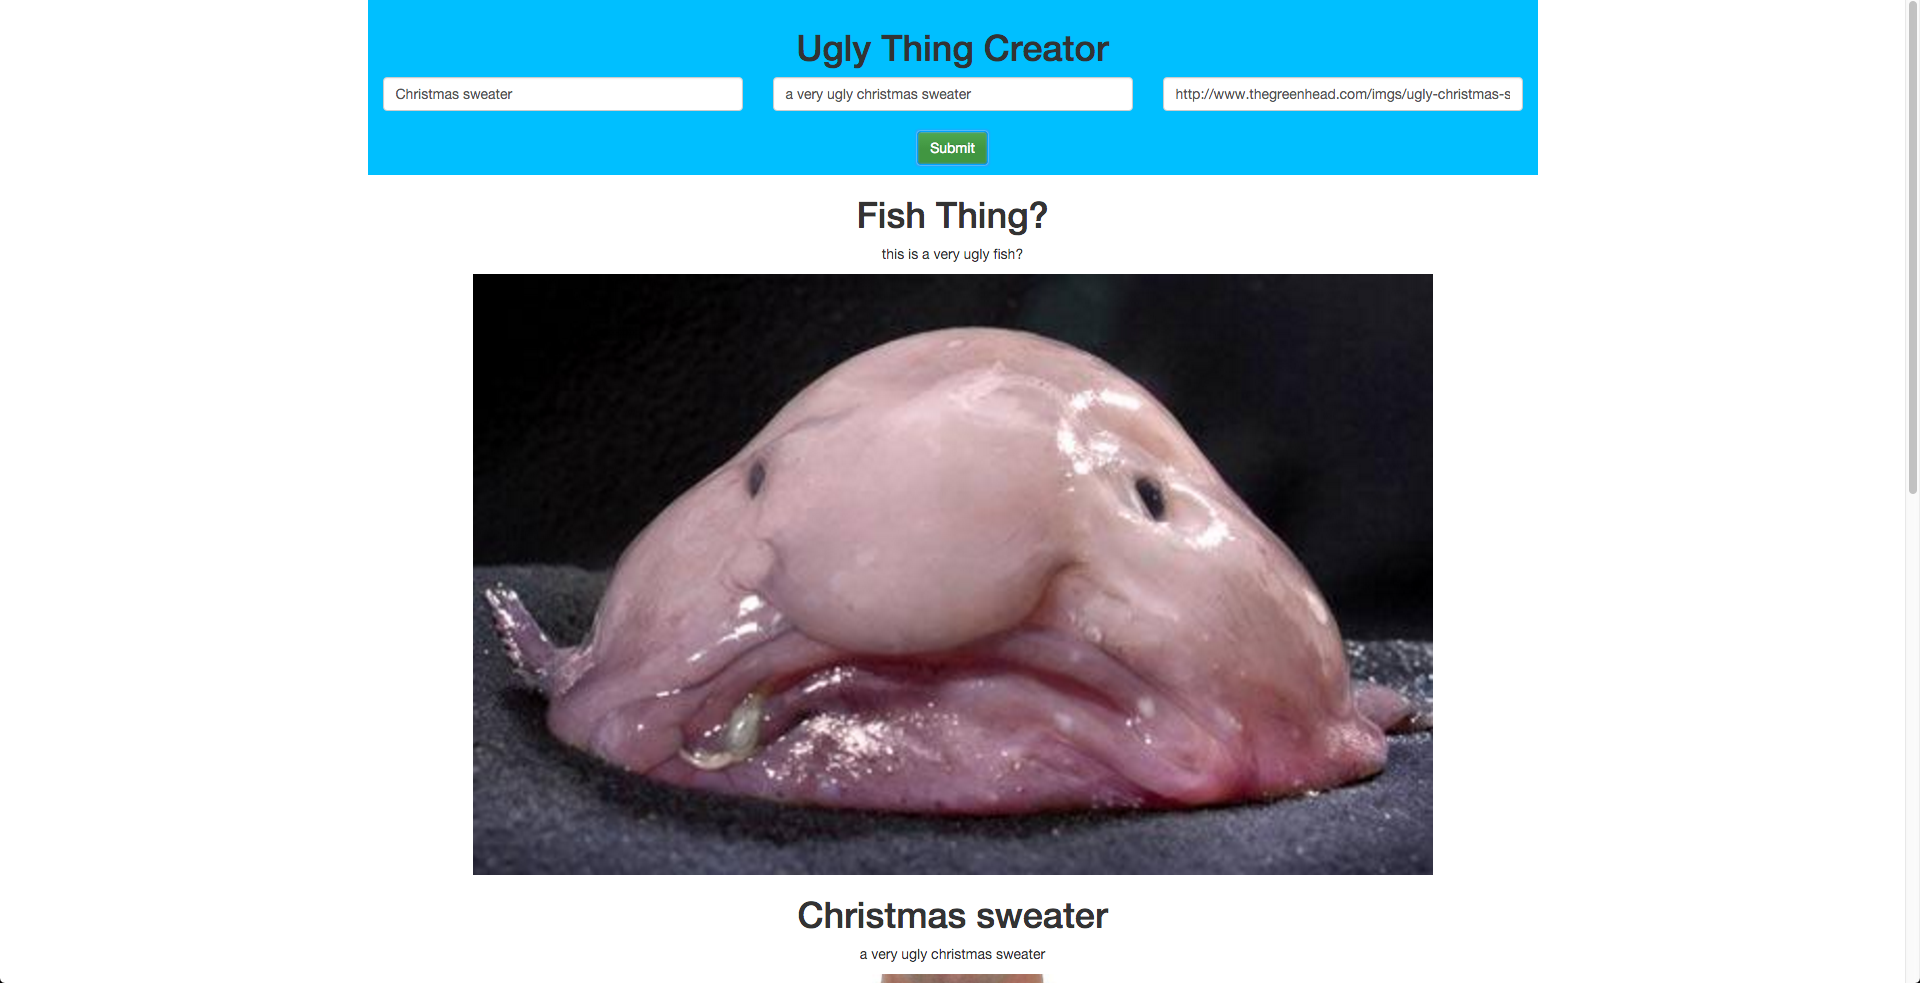 Ugly Thing Creator
Christmas sweater
a very ugly christmas sweater
http://www.thegreenhead.com/imgs/ugly-christmas-s
Submit
Fish Thing?
this is a very ugly fish?
Christmas sweater
a very ugly christmas sweater